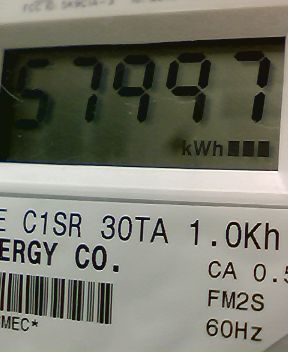 57997
kWh
E C1SR 30TA 1.0Kh
ERGY CO.
CA 0.5
FM2S
MEC*
60Hz